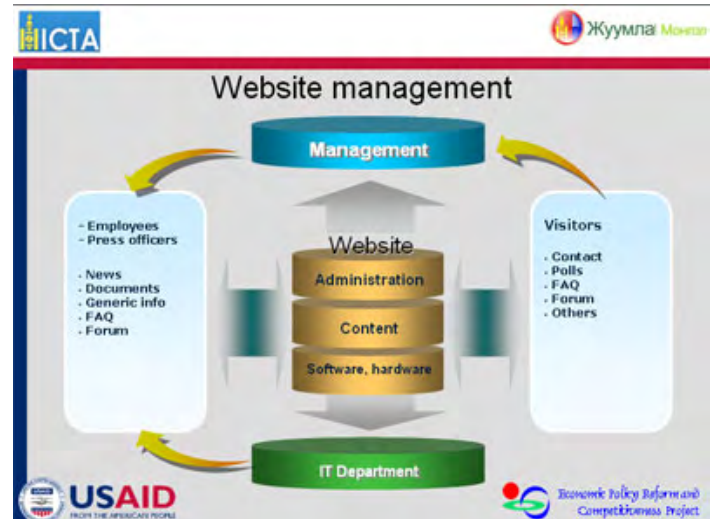 ICTA
Жуумла! Монгол
Website management
Management
- Employees
- Press officers
. News
. Documents
. Generic info
. FAQ
. Forum
Website
Administration
Content
Software, hardware
Visitors
. Contact
. Polls
. FAQ
. Forum
. Others
IT Department
USAID
FROM THE AMERICAN PEOPLE
Economic Policy Reform and
Competitiveness Project